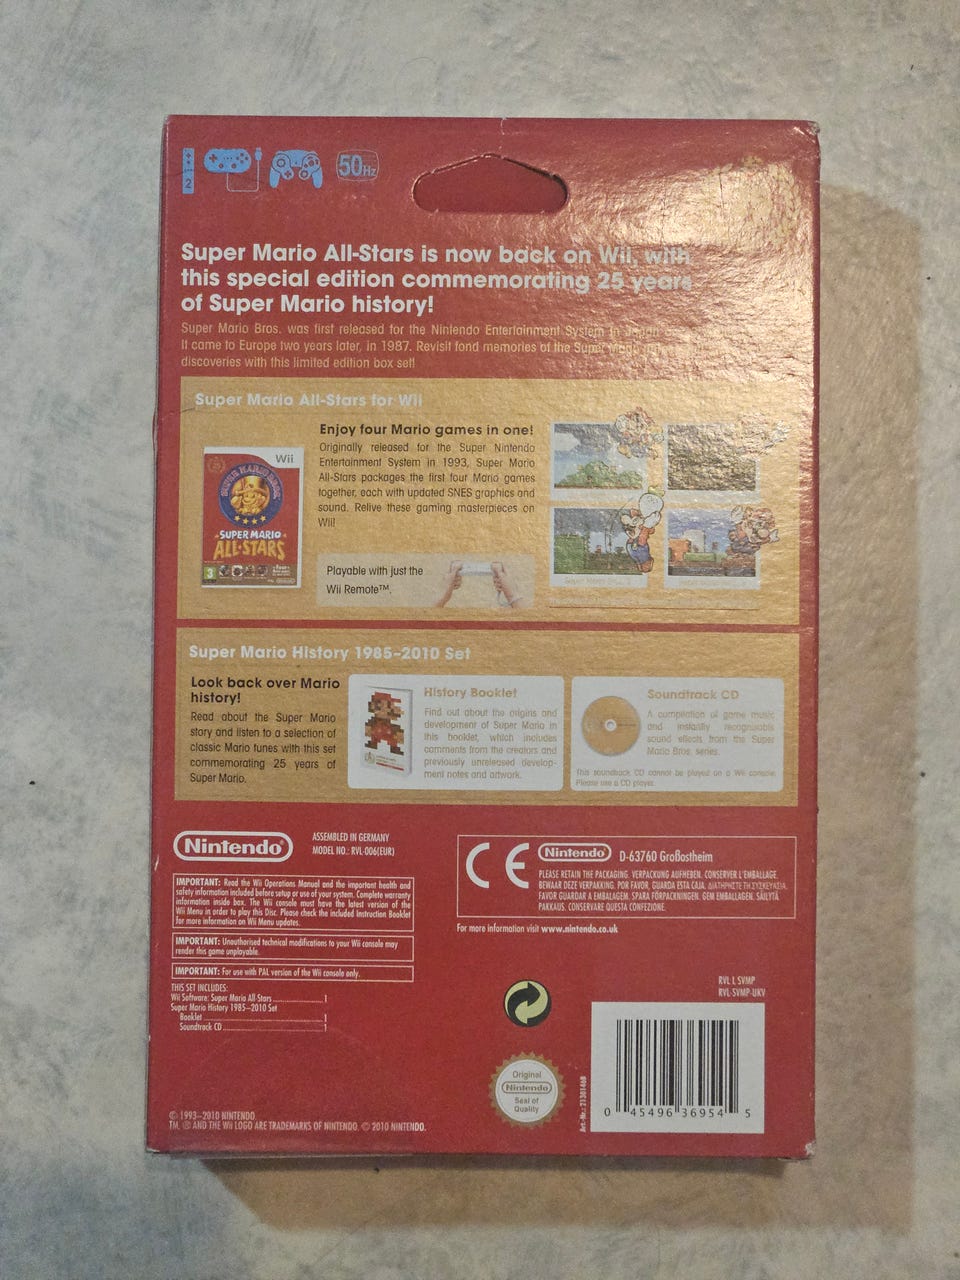 2
50Hz
Super Mario All-Stars is now back on Wii, with
this special edition commemorating 25 years
of Super Mario history!
Super Mario Bros. was first released for the Nintendo Entertainment System in
It came to Europe two years later, in 1987. Revisit fond memories of the Super
discoveries with this limited edition box set!
Super Mario All-Stars for Wii
Wii
SUPER MARIO BROS.
SUPER MARIO
ALL-STARS
3
Enjoy four Mario games in one!
Originally released for the Super Nintendo
Entertainment System in 1993, Super Mario
All-Stars packages the first four Mario games
together, each with updated SNES graphics and
sound. Relive these gaming masterpieces on
Wii!
Playable with just the
Wii Remote™.
Super Mario History 1985–2010 Set
Look back over Mario
history!
Read about the Super Mario
story and listen to a selection of
classic Mario tunes with this set
commemorating 25 years of
Super Mario.
History Booklet
Find out about the origins and
development of Super Mario in
this booklet, which includes
comments from the creators and
previously unreleased develop-
ment notes and artwork.
Soundtrack CD
A compilation of game music
and instantly recognisable
sound effects from the Super
Mario Bros. series.
This soundtrack CD cannot be played on a Wii console.
Please use a CD player.
Nintendo®
ASSEMBLED IN GERMANY
MODEL NO.: RVL-006(EUR)
IMPORTANT: Read the Wii Operations Manual and the important health and
safety information included before setup or use of your system. Complete warranty
information inside box. The Wii console must have the latest version of the
Wii Menu in order to play this Disc. Please check the included Instruction Booklet
for more information on Wii Menu updates.
IMPORTANT: Unauthorised technical modifications to your Wii console may
render this game unplayable.
IMPORTANT: For use with PAL version of the Wii console only.
THIS SET INCLUDES:
Wii Software: Super Mario All-Stars 1
Super Mario History 1985–2010 Set
Booklet 1
Soundtrack CD 1
CE
Nintendo®
D-63760 Großostheim
PLEASE RETAIN THE PACKAGING. VERPACKUNG AUFHEBEN. CONSERVER L'EMBALLAGE.
BEWAAR DEZE VERPAKKING. POR FAVOR, GUARDA ESTA CAJA. ΔΙΑΤΗΡΗΣΤΕ ΤΗ ΣΥΣΚΕΥΑΣΙΑ.
FAVOR GUARDAR A EMBALAGEM. SPARA FÖRPACKNINGEN. GEM EMBALLAGEN. SÄILYTÄ
PAKKAUS. CONSERVARE QUESTA CONFEZIONE.
For more information visit www.nintendo.co.uk
RVL L SVMP
RVL-SVMP-UKV
Original
Nintendo
Seal of
Quality
Art.-Nr.: 21301468
0 45496 36954 5
© 1993–2010 NINTENDO.
TM, ® AND THE Wii LOGO ARE TRADEMARKS OF NINTENDO. © 2010 NINTENDO.